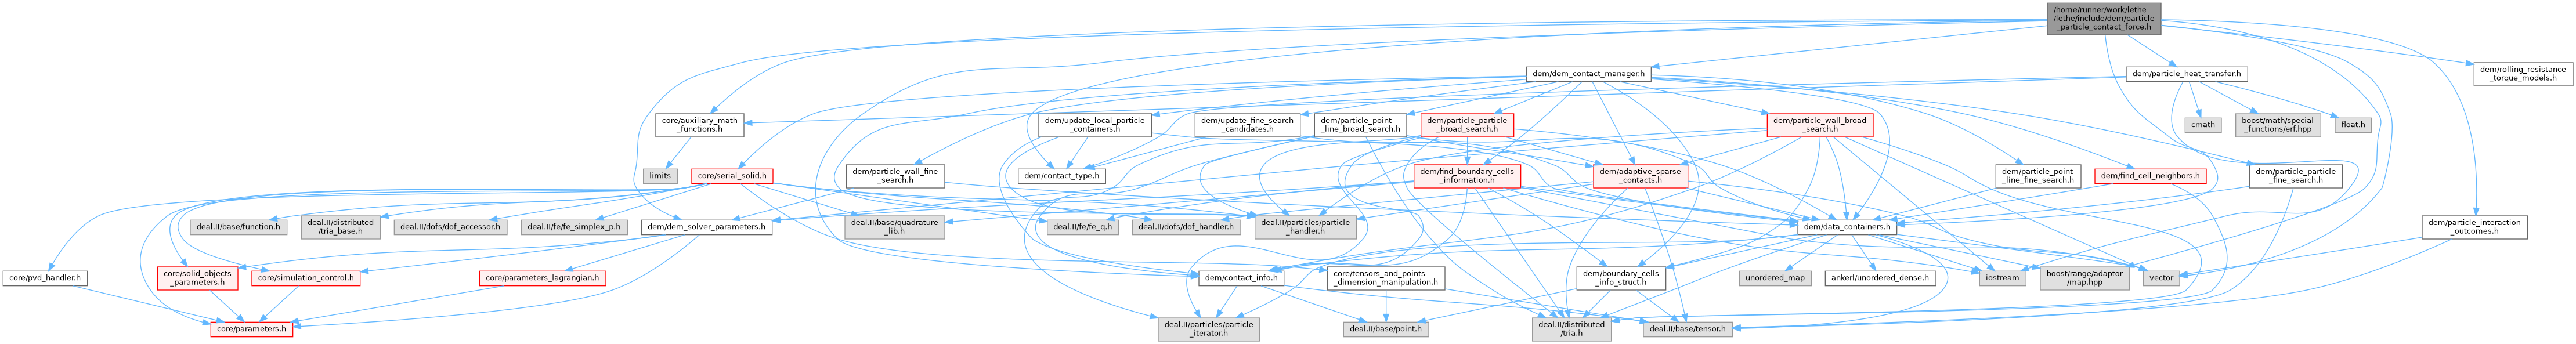 /home/runner/work/lethe
/lethe/include/dem/particle
_particle_contact_force.h
dem/dem_contact_manager.h
dem/particle_heat_transfer.h
dem/rolling_resistance
_torque_models.h
core/auxiliary_math
_functions.h
dem/update_local_particle
_containers.h
dem/update_fine_search
_candidates.h
dem/particle_point
_line_broad_search.h
dem/particle_particle
_broad_search.h
dem/particle_wall_broad
_search.h
cmath
boost/math/special
_functions/erf.hpp
float.h
limits
core/serial_solid.h
dem/particle_wall_fine
_search.h
dem/contact_type.h
dem/find_boundary_cells
_information.h
dem/adaptive_sparse
_contacts.h
dem/particle_point
_line_fine_search.h
dem/find_cell_neighbors.h
dem/particle_particle
_fine_search.h
deal.II/base/function.h
deal.II/distributed
/tria_base.h
deal.II/dofs/dof_accessor.h
deal.II/fe/fe_simplex_p.h
dem/dem_solver_parameters.h
deal.II/base/quadrature
_lib.h
deal.II/fe/fe_q.h
deal.II/dofs/dof_handler.h
deal.II/particles/particle
_handler.h
dem/data_containers.h
dem/particle_interaction
_outcomes.h
core/pvd_handler.h
core/solid_objects
_parameters.h
core/simulation_control.h
core/parameters_lagrangian.h
dem/contact_info.h
core/tensors_and_points
_dimension_manipulation.h
dem/boundary_cells
_info_struct.h
unordered_map
ankerl/unordered_dense.h
iostream
boost/range/adaptor
/map.hpp
vector
core/parameters.h
deal.II/particles/particle
_iterator.h
deal.II/base/point.h
deal.II/distributed
/tria.h
deal.II/base/tensor.h